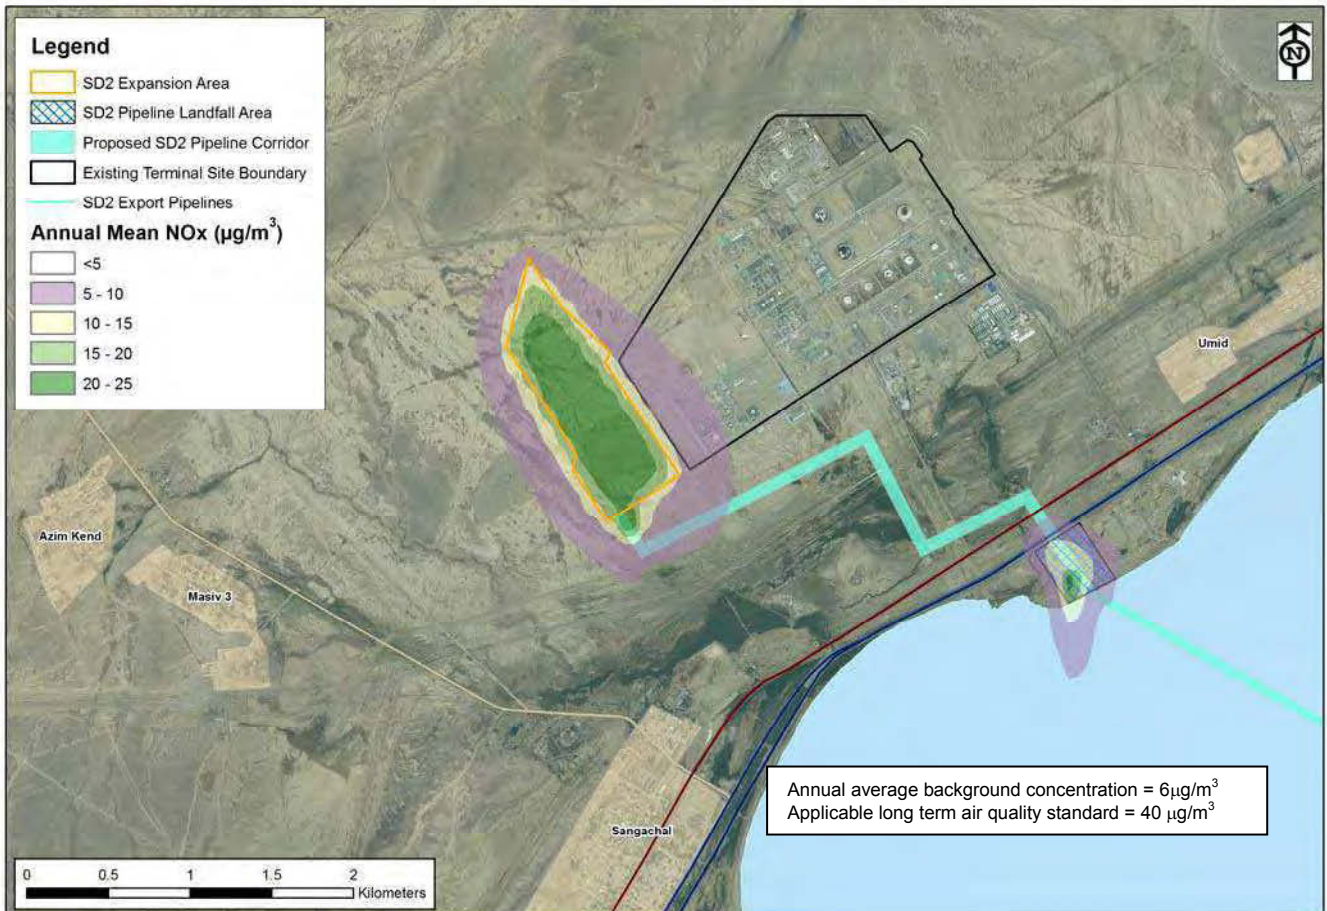 Legend
SD2 Expansion Area
SD2 Pipeline Landfall Area
Proposed SD2 Pipeline Corridor
Existing Terminal Site Boundary
SD2 Export Pipelines
Annual Mean NOx (µg/m³)
<5
5 - 10
10 - 15
15 - 20
20 - 25
N
Umid
Azim Kend
Masiv 3
Sangachal
Annual average background concentration = 6µg/m³
Applicable long term air quality standard = 40 µg/m³
0 0.5 1 1.5 2
Kilometers